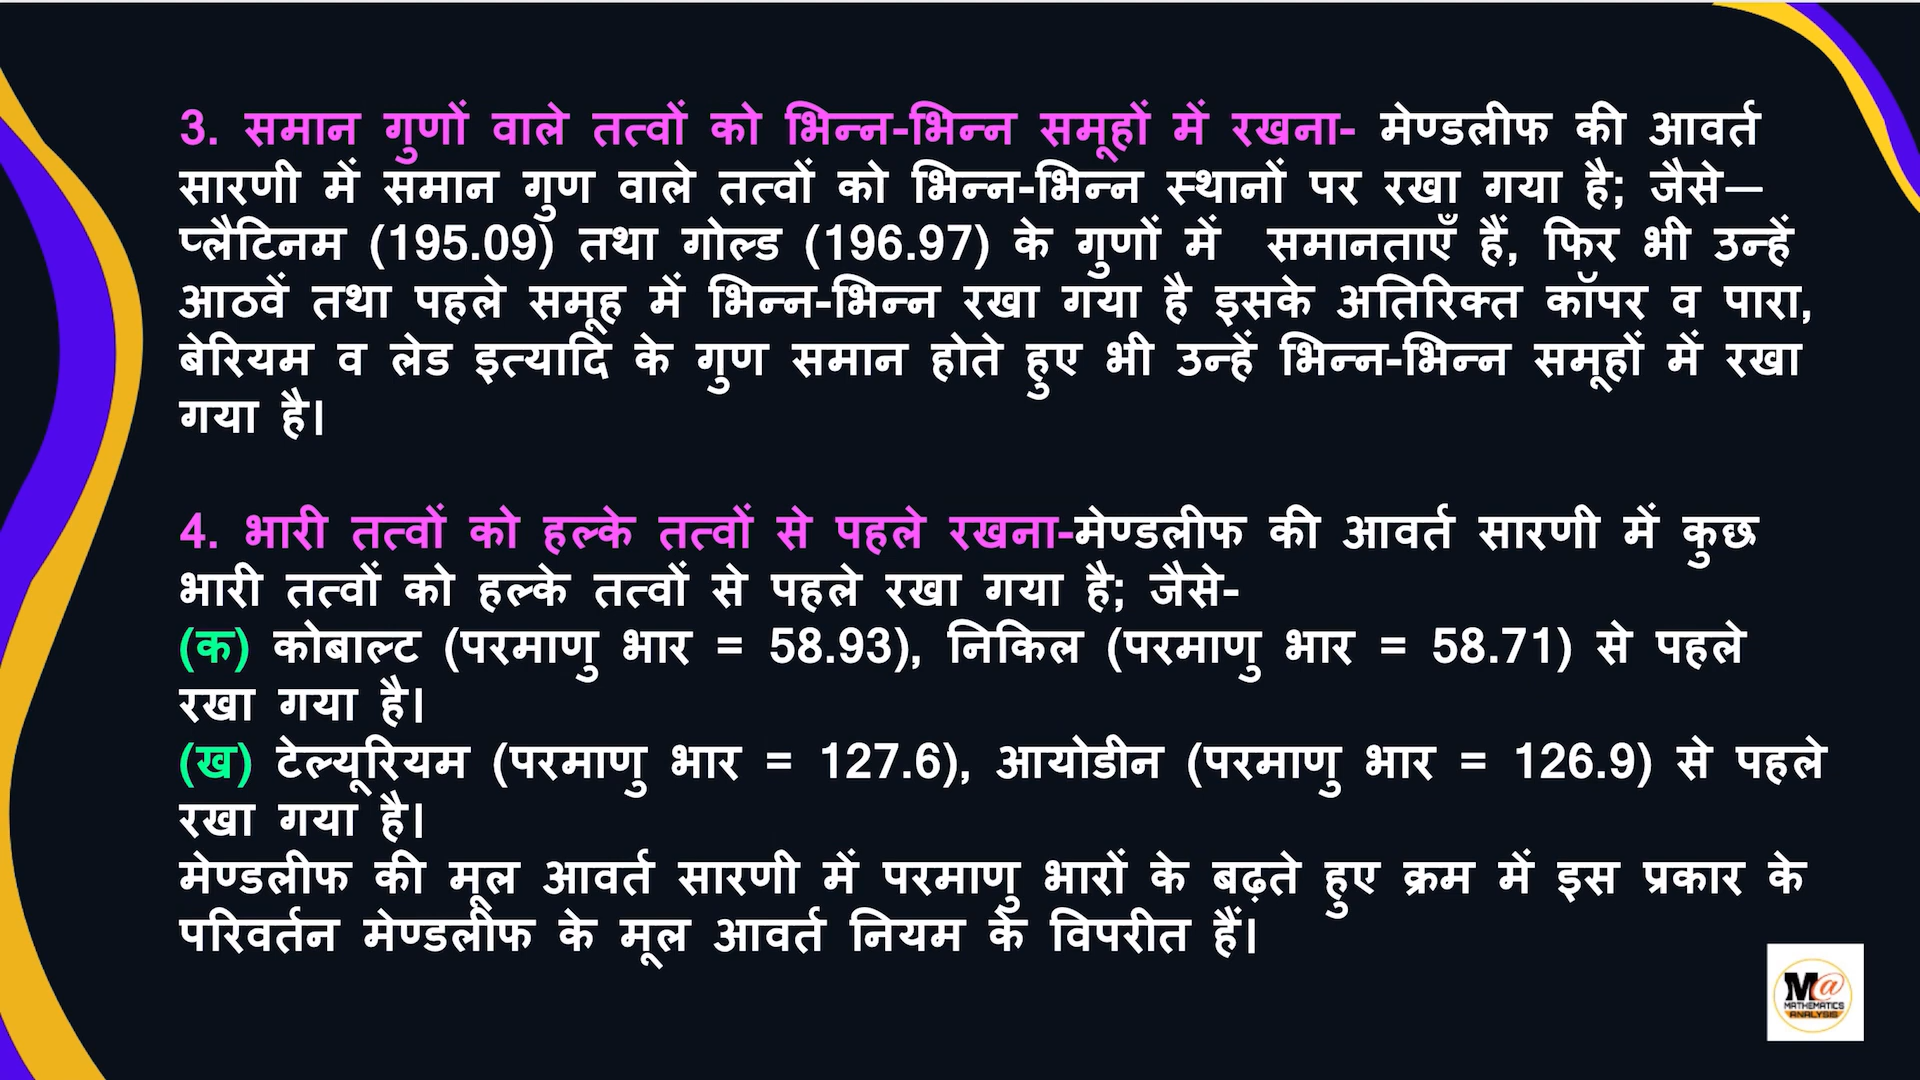 3. समान गुणों वाले तत्वों को भिन्न-भिन्न समूहों में रखना- मेण्डलीफ की आवर्त
सारणी में समान गुण वाले तत्वों को भिन्न-भिन्न स्थानों पर रखा गया है; जैसे—
प्लैटिनम (195.09) तथा गोल्ड (196.97) के गुणों में समानताएँ हैं, फिर भी उन्हें
आठवें तथा पहले समूह में भिन्न-भिन्न रखा गया है इसके अतिरिक्त कॉपर व पारा,
बेरियम व लेड इत्यादि के गुण समान होते हुए भी उन्हें भिन्न-भिन्न समूहों में रखा
गया है।
4. भारी तत्वों को हल्के तत्वों से पहले रखना-मेण्डलीफ की आवर्त सारणी में कुछ
भारी तत्वों को हल्के तत्वों से पहले रखा गया है; जैसे-
(क) कोबाल्ट (परमाणु भार = 58.93), निकिल (परमाणु भार = 58.71) से पहले
रखा गया है।
(ख) टेल्यूरियम (परमाणु भार = 127.6), आयोडीन (परमाणु भार = 126.9) से पहले
रखा गया है।
मेण्डलीफ की मूल आवर्त सारणी में परमाणु भारों के बढ़ते हुए क्रम में इस प्रकार के
परिवर्तन मेण्डलीफ के मूल आवर्त नियम के विपरीत हैं।
M@
MATHEMATICS
ANALYSIS